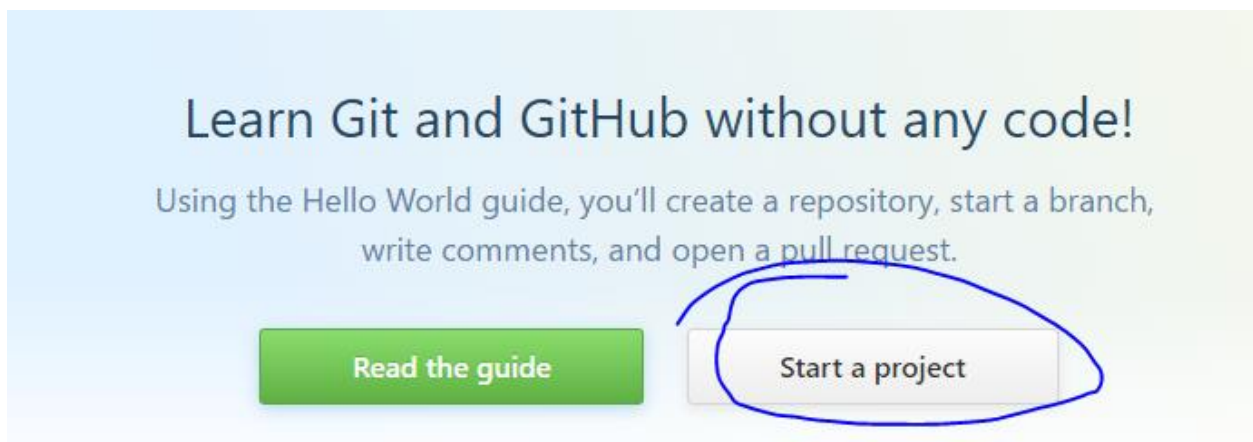 Learn Git and GitHub without any code!
Using the Hello World guide, you’ll create a repository, start a branch,
write comments, and open a pull request.
Read the guide
Start a project